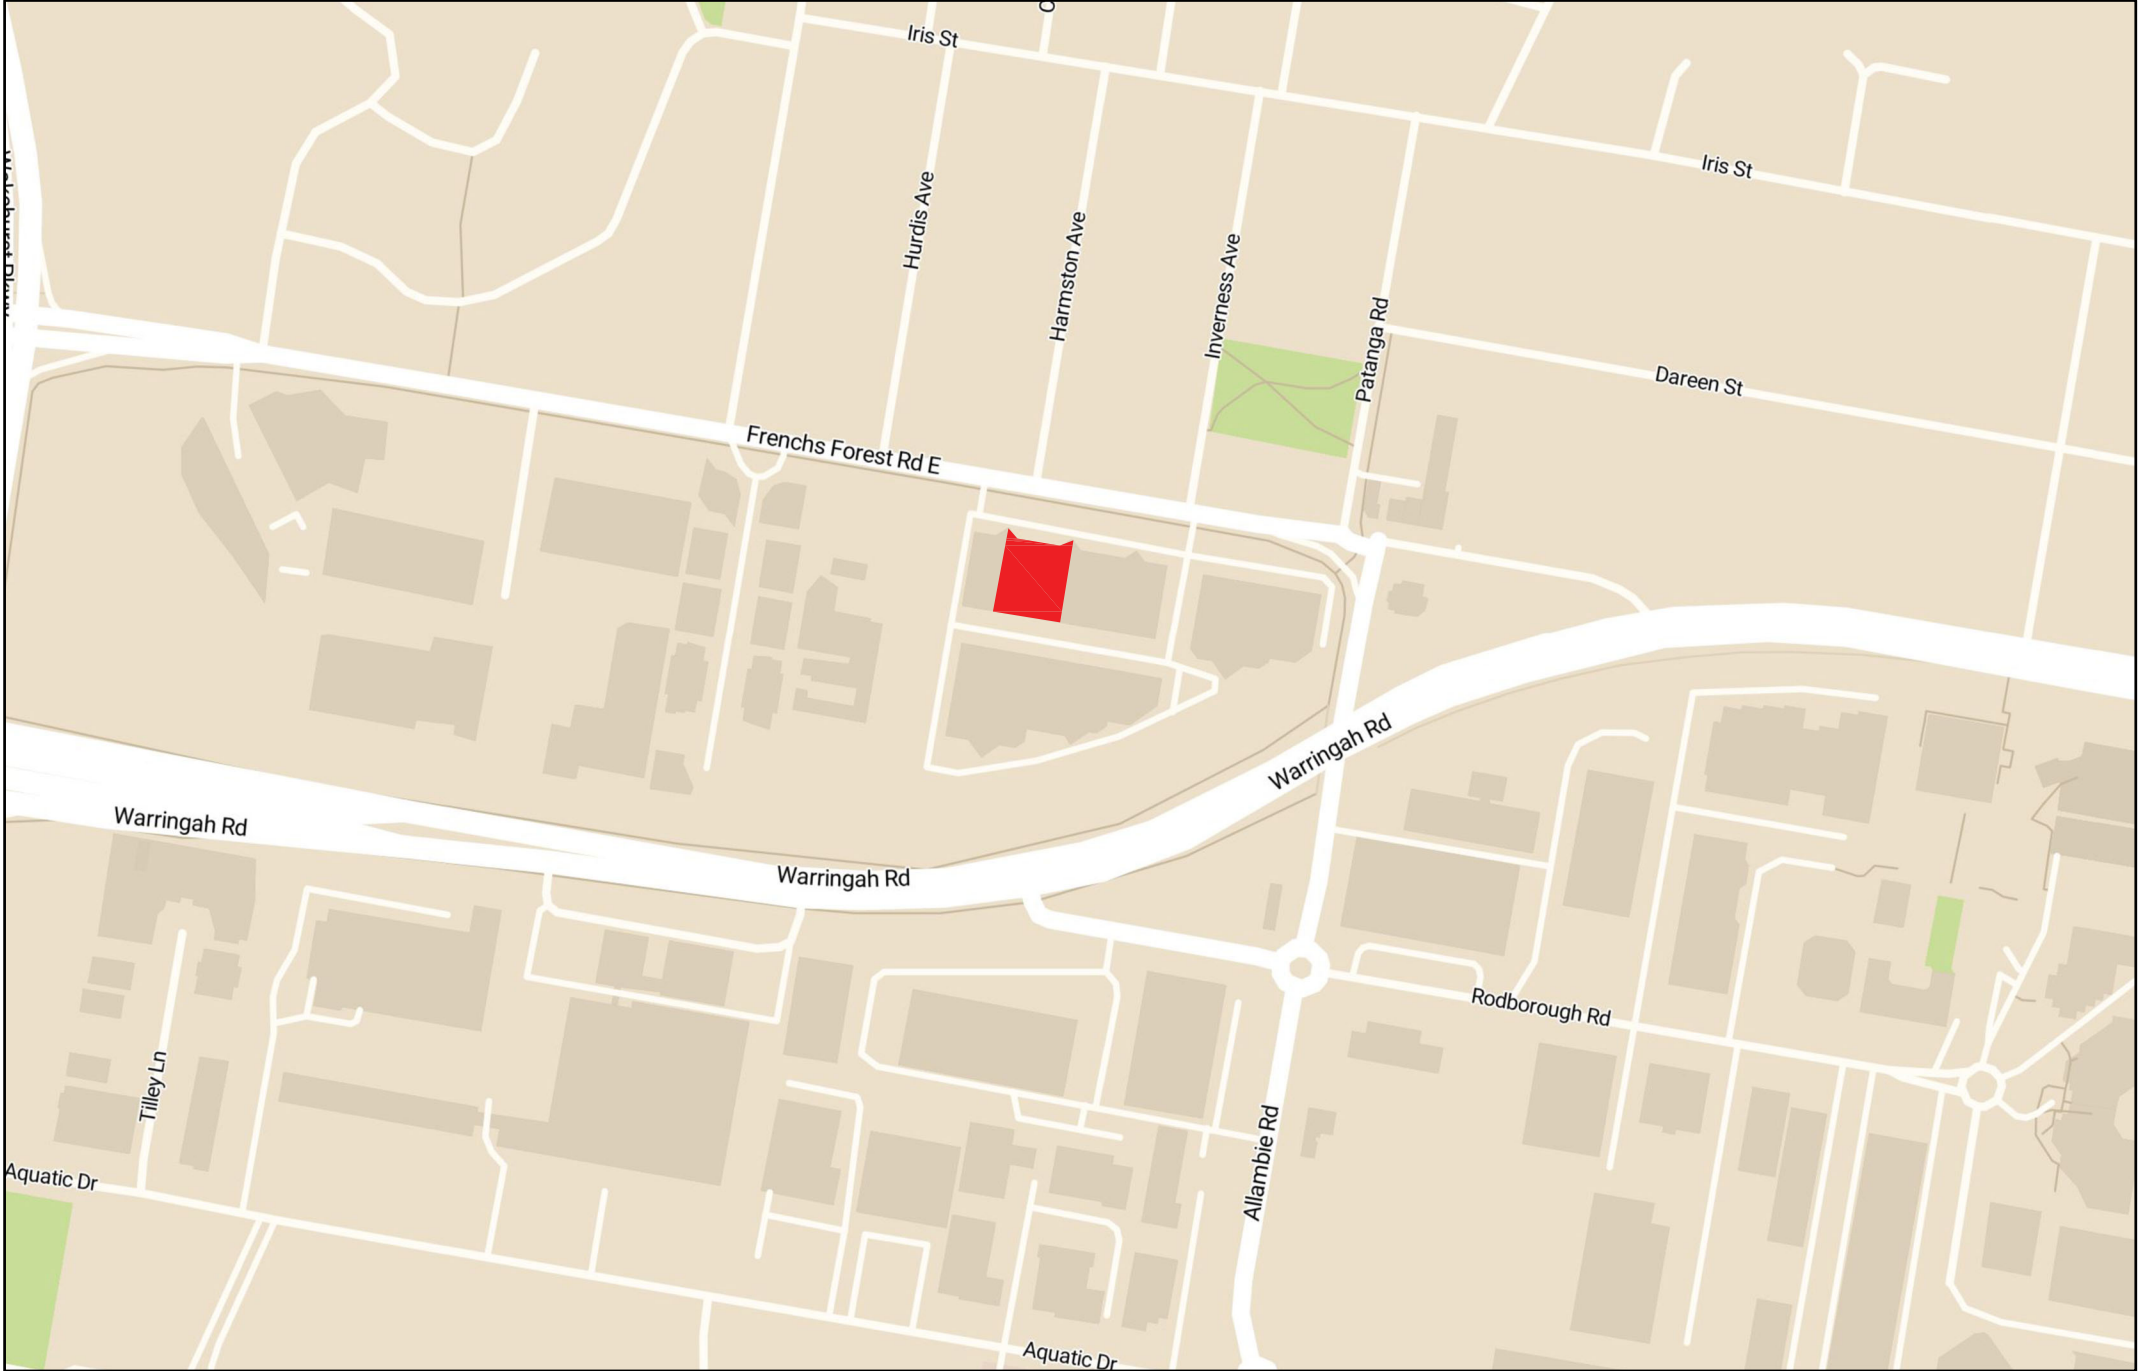 Iris St
Iris St
Hurdis Ave
Harmston Ave
Inverness Ave
Patanga Rd
Dareen St
Frenchs Forest Rd E
Warringah Rd
Warringah Rd
Warringah Rd
Rodborough Rd
Tilley Ln
Allambie Rd
Aquatic Dr
Aquatic Dr